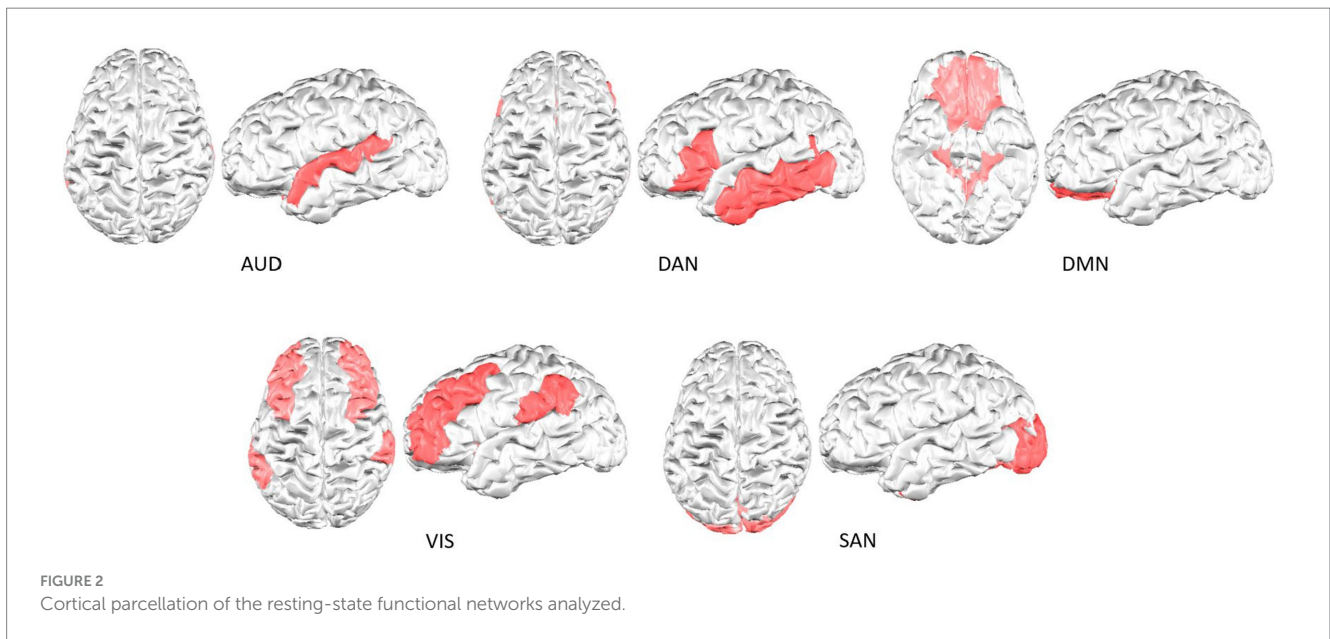 AUD
DAN
DMN
VIS
SAN
FIGURE 2
Cortical parcellation of the resting-state functional networks analyzed.